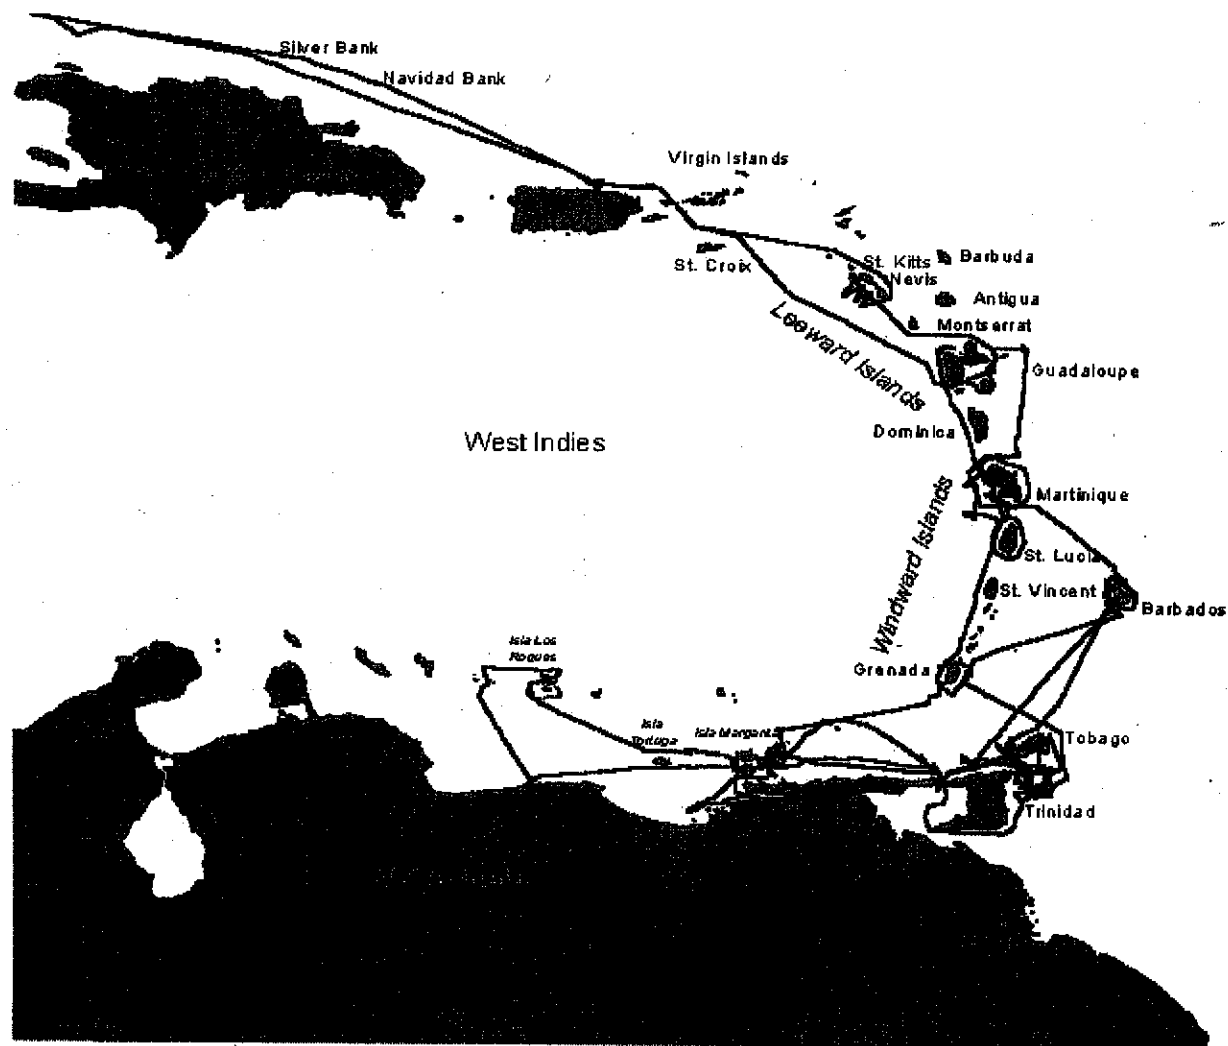 Silver Bank
Navidad Bank
Virgin Islands
St. Croix
St. Kitts
Nevis
Barbuda
Antigua
Montserrat
Leeward Islands
Guadaloupe
Dominica
West Indies
Martinique
Windward Islands
St. Lucia
St. Vincent
Barbados
Isla Los
Roques
Grenada
Isla
Tortuga
Isla Margarita
Tobago
Trinidad